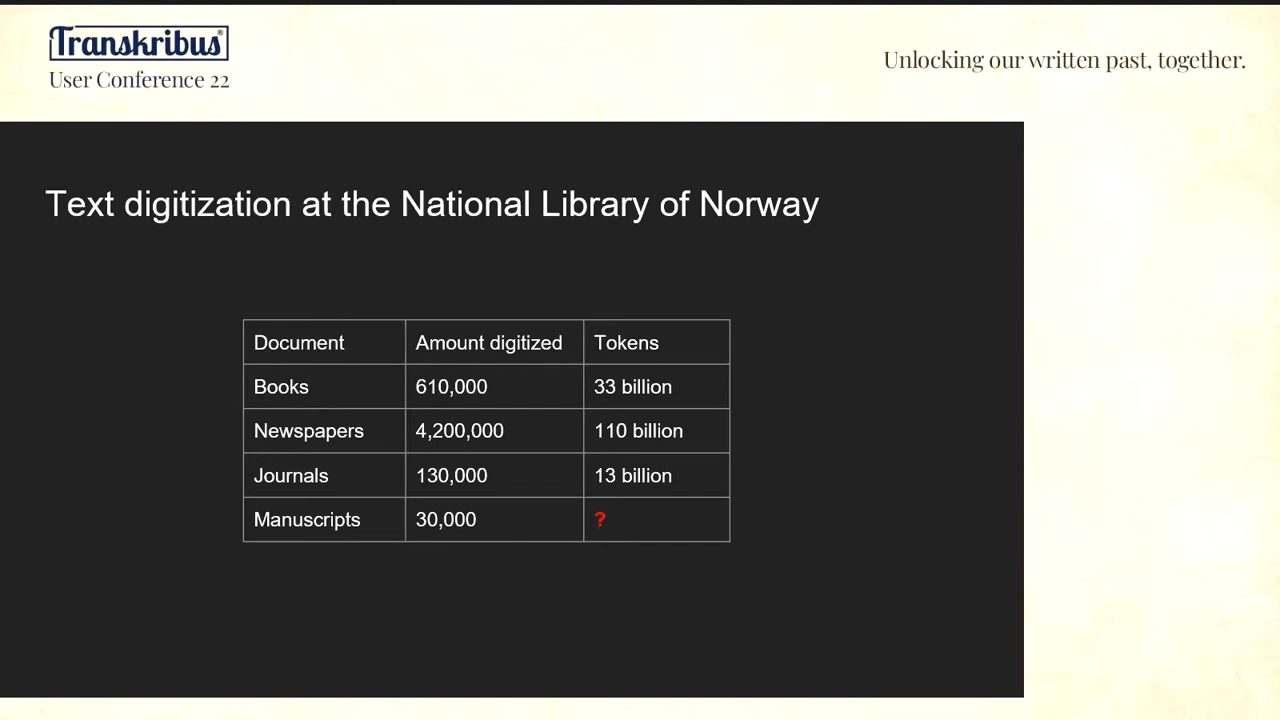 Transkribus®
User Conference 22
Unlocking our written past, together.
Text digitization at the National Library of Norway
Document Amount digitized Tokens
Books 610,000 33 billion
Newspapers 4,200,000 110 billion
Journals 130,000 13 billion
Manuscripts 30,000 ?